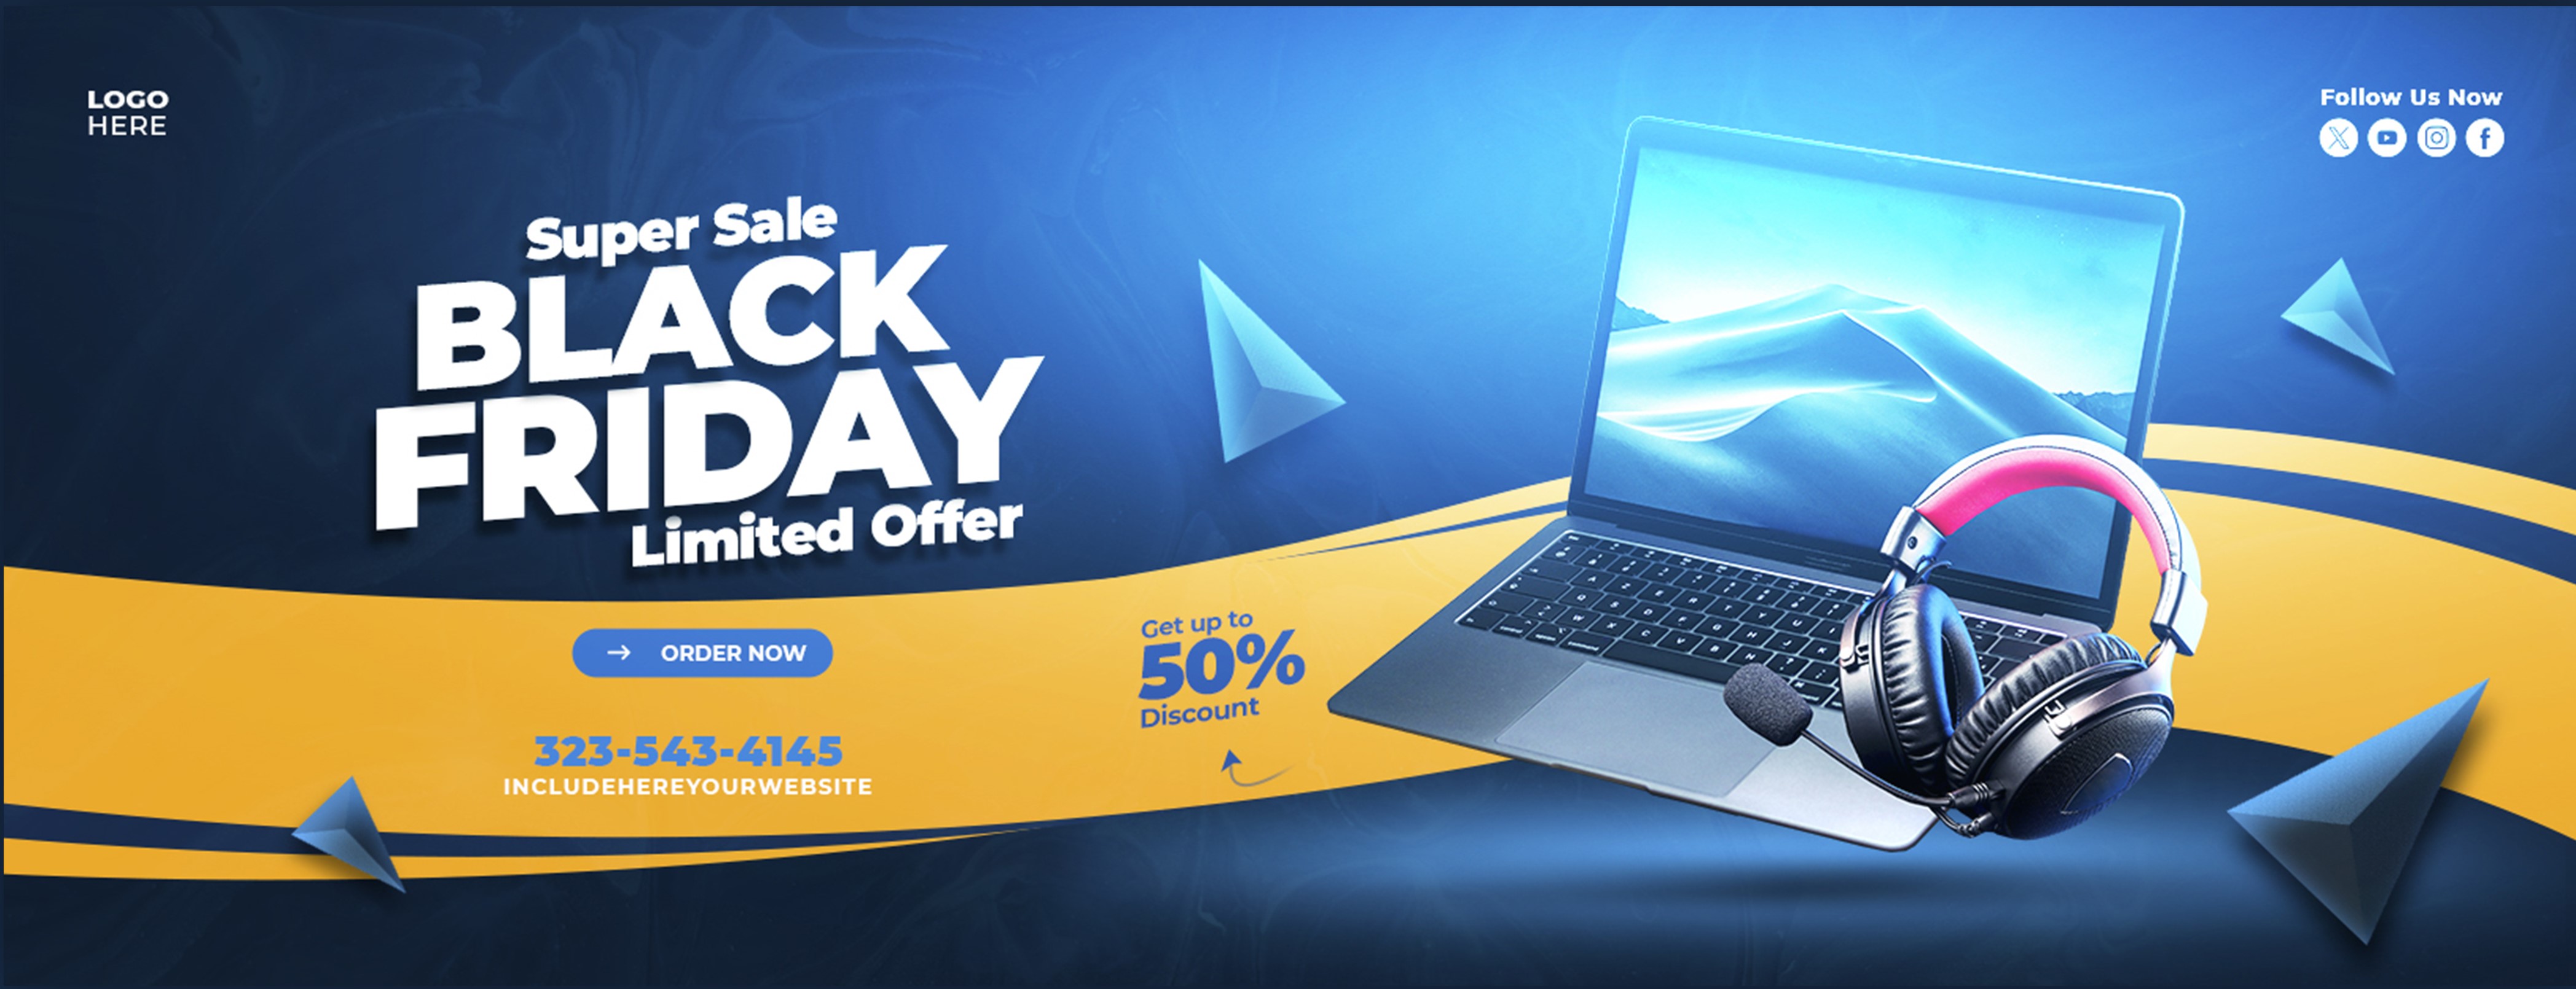 LOGO
HERE
Follow Us Now
Super Sale
BLACK
FRIDAY
Limited Offer
ORDER NOW
323-543-4145
INCLUDEHEREYOURWEBSITE
Get up to
50%
Discount